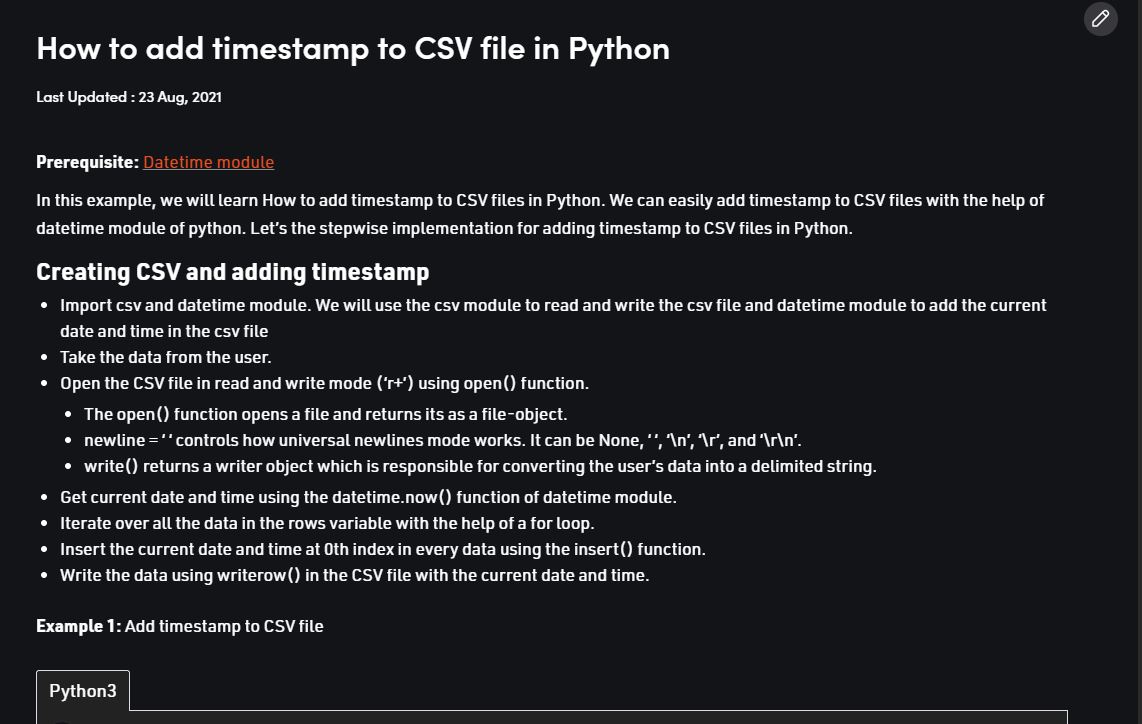 How to add timestamp to CSV file in Python
Last Updated : 23 Aug, 2021
Prerequisite: Datetime module
In this example, we will learn How to add timestamp to CSV files in Python. We can easily add timestamp to CSV files with the help of
datetime module of python. Let’s the stepwise implementation for adding timestamp to CSV files in Python.
Creating CSV and adding timestamp
• Import csv and datetime module. We will use the csv module to read and write the csv file and datetime module to add the current
date and time in the csv file
• Take the data from the user.
• Open the CSV file in read and write mode (‘r+’) using open() function.
• The open() function opens a file and returns its as a file-object.
• newline = ‘ ‘ controls how universal newlines mode works. It can be None, ‘ ‘, ‘\n’, ‘\r’, and ‘\r\n’.
• write() returns a writer object which is responsible for converting the user’s data into a delimited string.
• Get current date and time using the datetime.now() function of datetime module.
• Iterate over all the data in the rows variable with the help of a for loop.
• Insert the current date and time at 0th index in every data using the insert() function.
• Write the data using writerow() in the CSV file with the current date and time.
Example 1: Add timestamp to CSV file
Python3